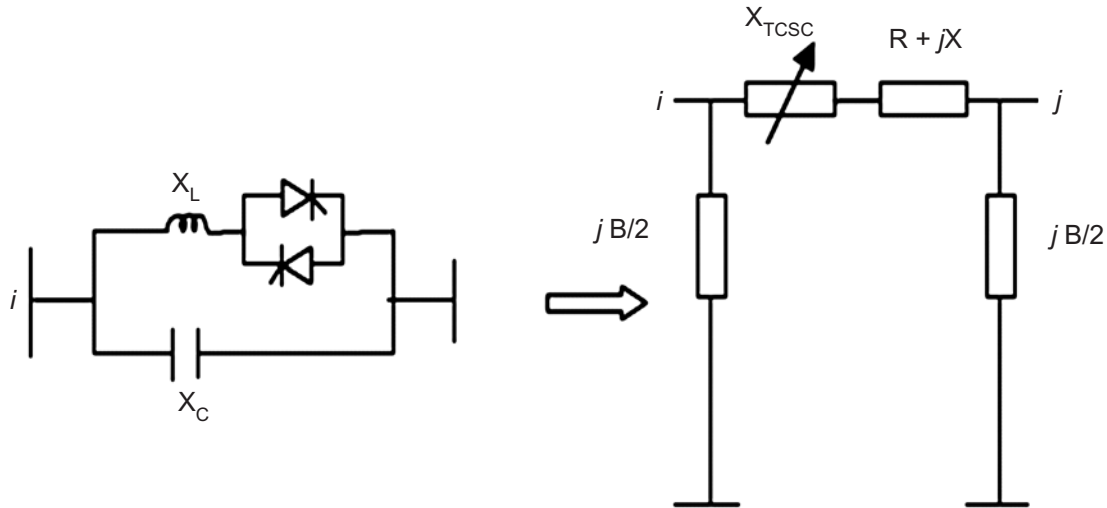 X_L
i
X_C
X_TCSC
R + jX
i
j
j B/2
j B/2